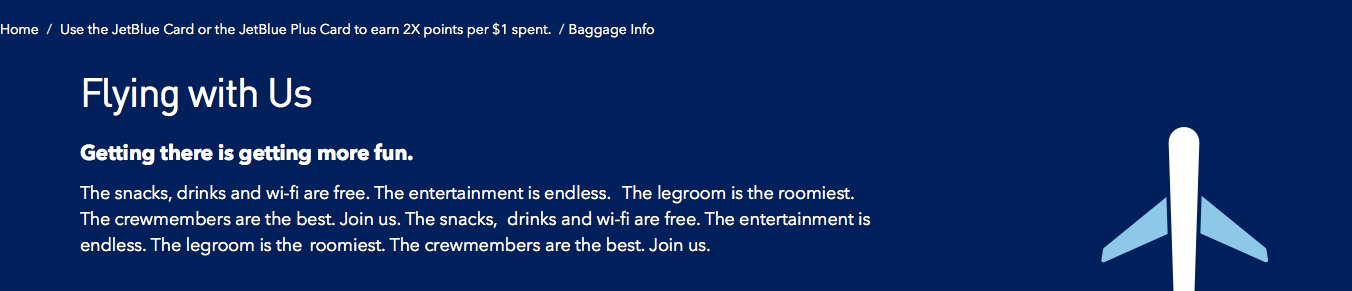 Home / Use the JetBlue Card or the JetBlue Plus Card to earn 2X points per $1 spent. / Baggage Info
Flying with Us
Getting there is getting more fun.
The snacks, drinks and wi-fi are free. The entertainment is endless. The legroom is the roomiest.
The crewmembers are the best. Join us. The snacks, drinks and wi-fi are free. The entertainment is
endless. The legroom is the roomiest. The crewmembers are the best. Join us.